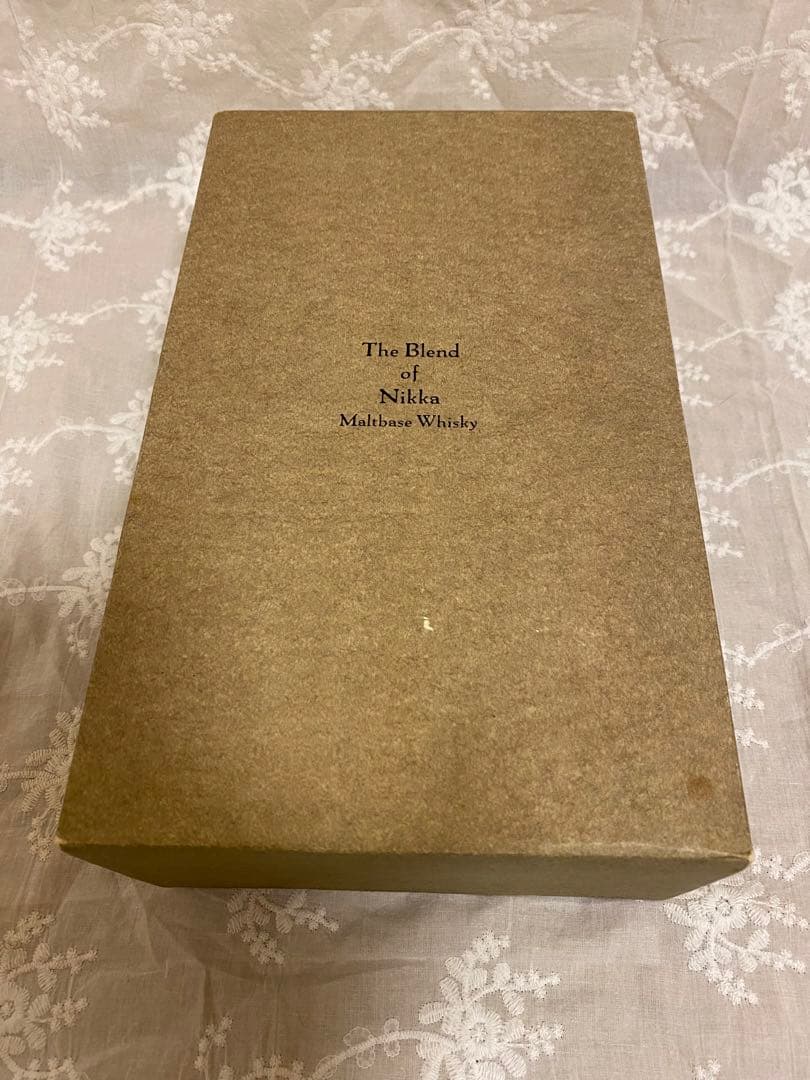 The Blend
of
Nikka
Maltbase Whisky